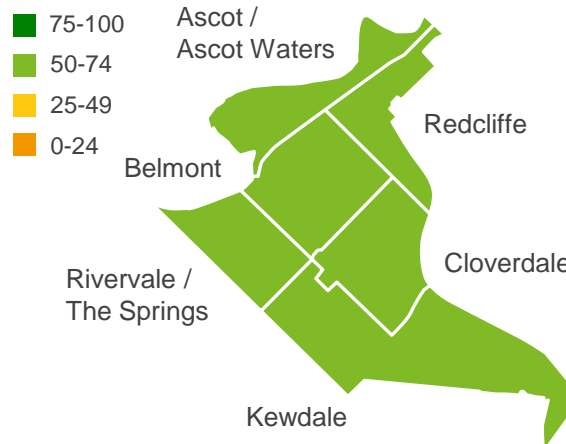 75-100
50-74
25-49
0-24
Ascot /
Ascot Waters
Redcliffe
Belmont
Cloverdale
Rivervale /
The Springs
Kewdale